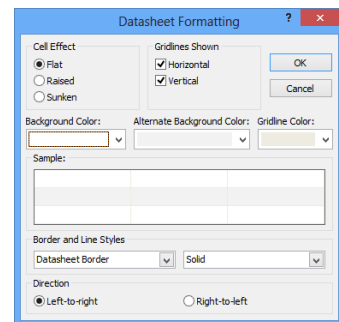 Datasheet Formatting
? ×
Cell Effect
Flat
Raised
Sunken
Gridlines Shown
Horizontal
Vertical
OK
Cancel
Background Color:
Alternate Background Color:
Gridline Color:
Sample:
Border and Line Styles
Datasheet Border
Solid
Direction
Left-to-right
Right-to-left